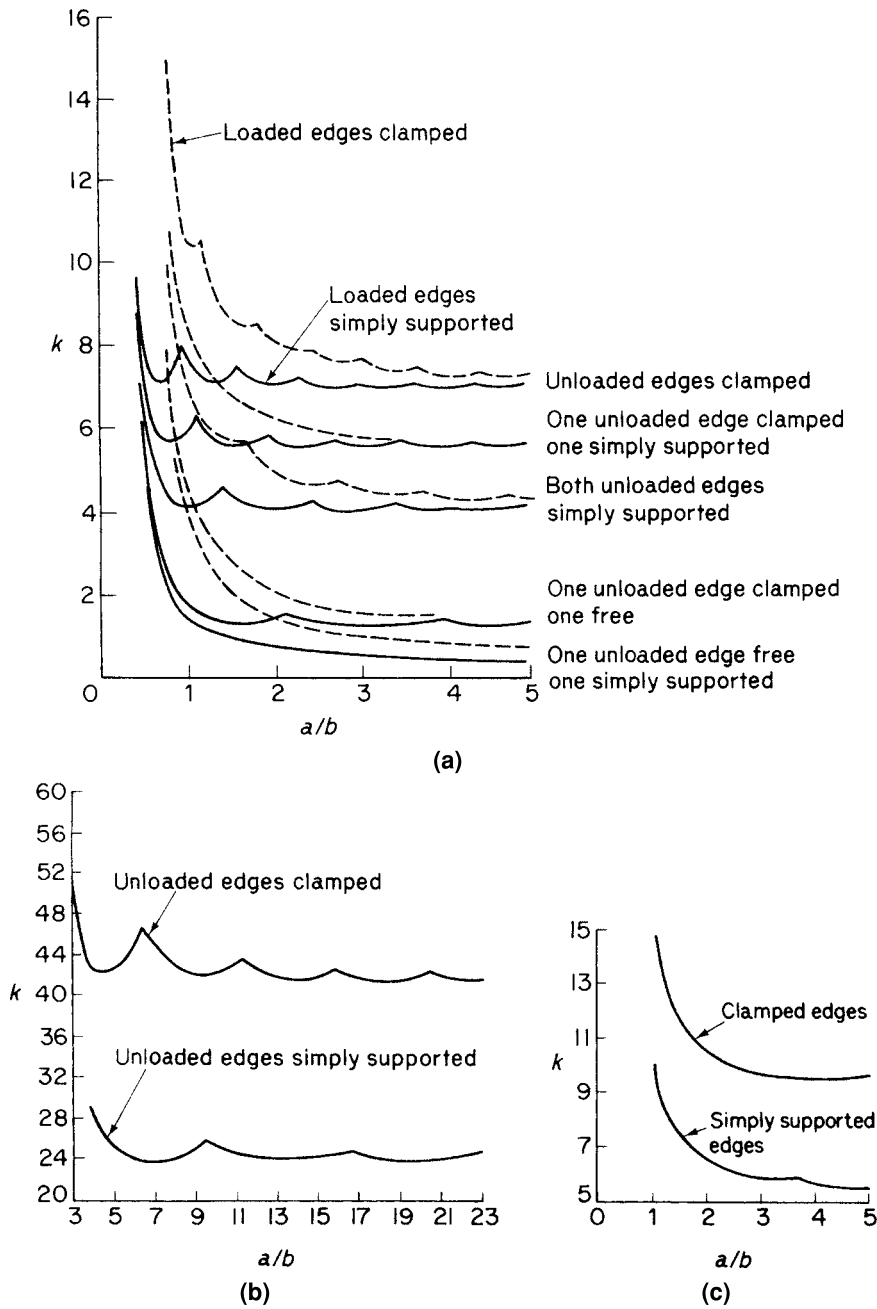 16
14
Loaded edges clamped
12
10
Loaded edges
simply supported
k
8
Unloaded edges clamped
One unloaded edge clamped
one simply supported
6
Both unloaded edges
simply supported
4
One unloaded edge clamped
one free
2
One unloaded edge free
one simply supported
0 1 2 3 4 5
a/b
(a)
60
56
52
Unloaded edges clamped
48
44
k
40
36
Unloaded edges simply supported
32
28
24
20
3 5 7 9 11 13 15 17 19 21 23
a/b
(b)
15
13
Clamped edges
11
k
9
Simply supported
edges
7
5
0 1 2 3 4 5
a/b
(c)